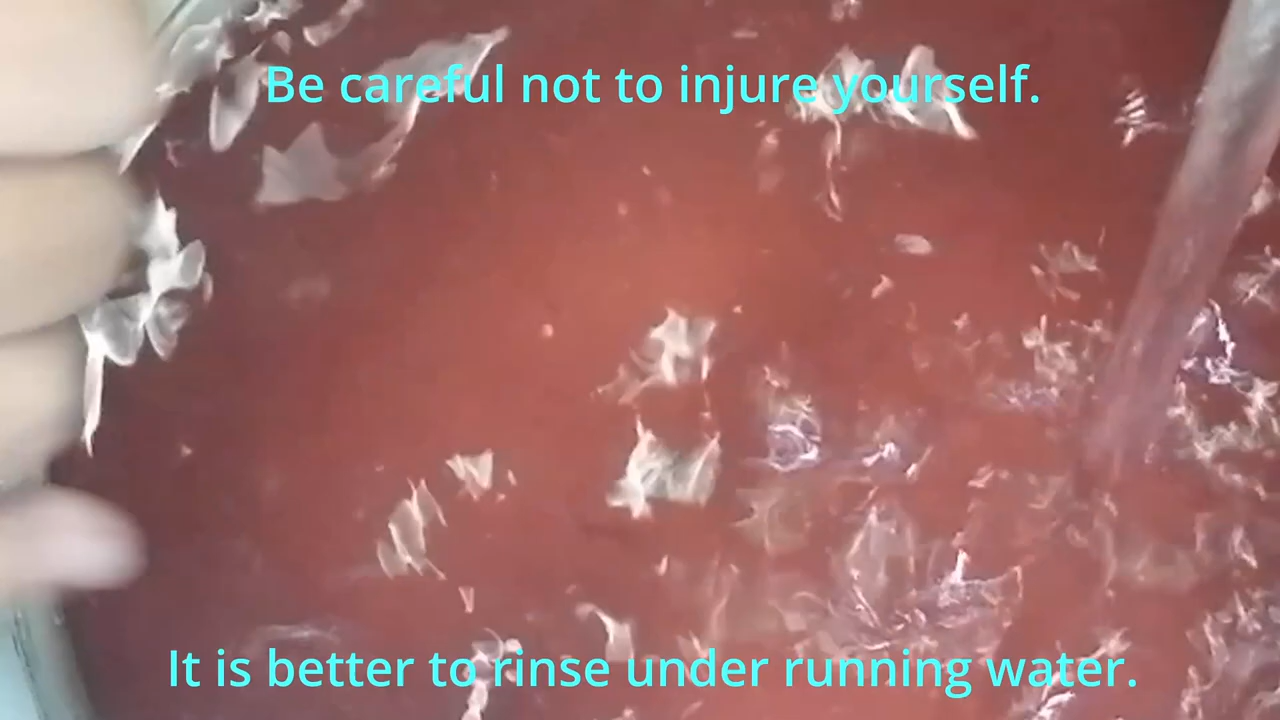 Be careful not to injure yourself.
It is better to rinse under running water.